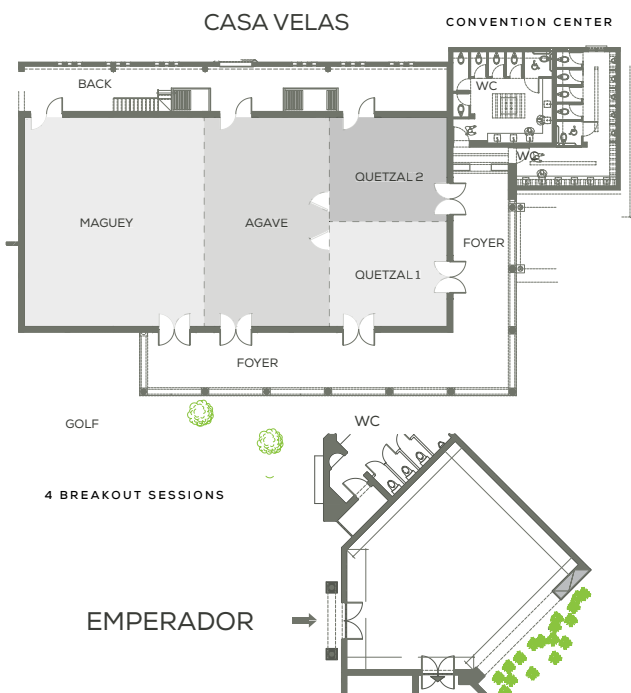 CASA VELAS
CONVENTION CENTER
BACK
WC
WC
QUETZAL 2
MAGUEY
AGAVE
FOYER
QUETZAL 1
FOYER
GOLF
WC
4 BREAKOUT SESSIONS
EMPERADOR